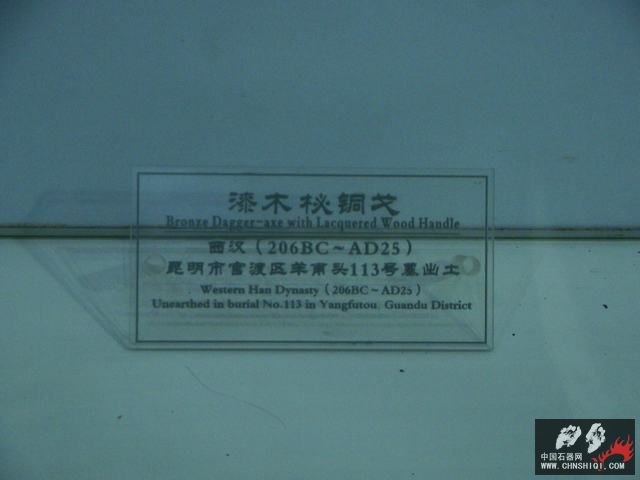 漆木柲铜戈
Bronze Dagger-axe with Lacquered Wood Handle
西汉（206BC～AD25）
昆明市官渡区羊甫头113号墓出土
Western Han Dynasty（206BC～AD25）
Unearthed in burial No.113 in Yangfutou, Guandu District
中国石器网
WWW.CHNSHIQI.COM